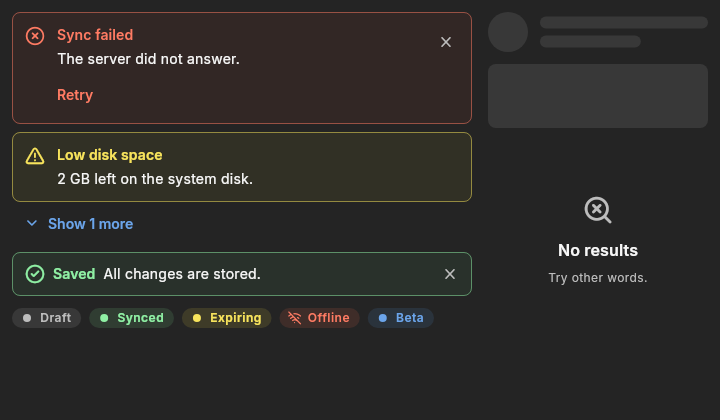 Sync failed
The server did not answer.
Retry
Low disk space
2 GB left on the system disk.
Show 1 more
Saved All changes are stored.
Draft Synced Expiring Offline Beta
No results
Try other words.